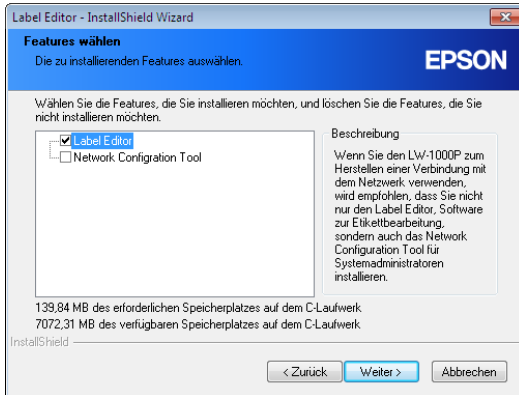 Label Editor - InstallShield Wizard
Features wählen
Die zu installierenden Features auswählen.
EPSON
Wählen Sie die Features, die Sie installieren möchten, und löschen Sie die Features, die Sie
nicht installieren möchten.
Label Editor
Network Configration Tool
Beschreibung
Wenn Sie den LW-1000P zum
Herstellen einer Verbindung mit
dem Netzwerk verwenden,
wird empfohlen, dass Sie nicht
nur den Label Editor, Software
zur Etikettbearbeitung,
sondern auch das Network
Configuration Tool für
Systemadministratoren
installieren.
139,84 MB des erforderlichen Speicherplatzes auf dem C-Laufwerk
7072,31 MB des verfügbaren Speicherplatzes auf dem C-Laufwerk
InstallShield
< Zurück
Weiter >
Abbrechen